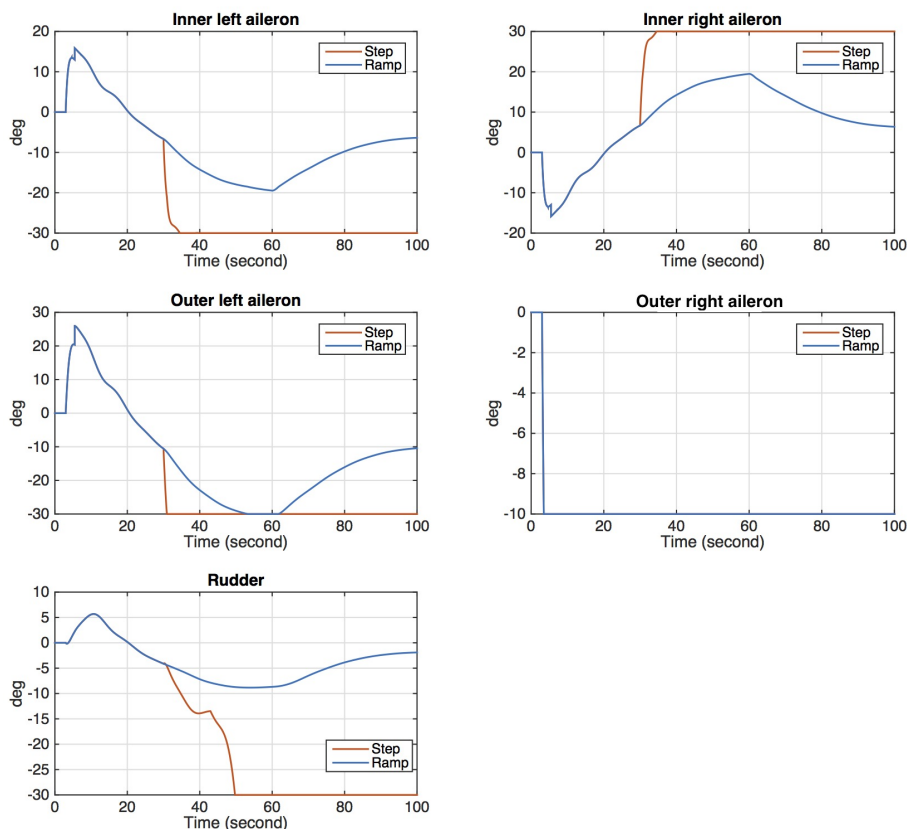 Inner left aileron
20
10
0
-10
-20
-30
deg
Step
Ramp
0 20 40 60 80 100
Time (second)
Inner right aileron
30
20
10
0
-10
-20
deg
Step
Ramp
0 20 40 60 80 100
Time (second)
Outer left aileron
30
20
10
0
-10
-20
-30
deg
Step
Ramp
0 20 40 60 80 100
Time (second)
Outer right aileron
0
-2
-4
-6
-8
-10
deg
Step
Ramp
0 20 40 60 80 100
Time (second)
Rudder
10
5
0
-5
-10
-15
-20
-25
-30
deg
Step
Ramp
0 20 40 60 80 100
Time (second)